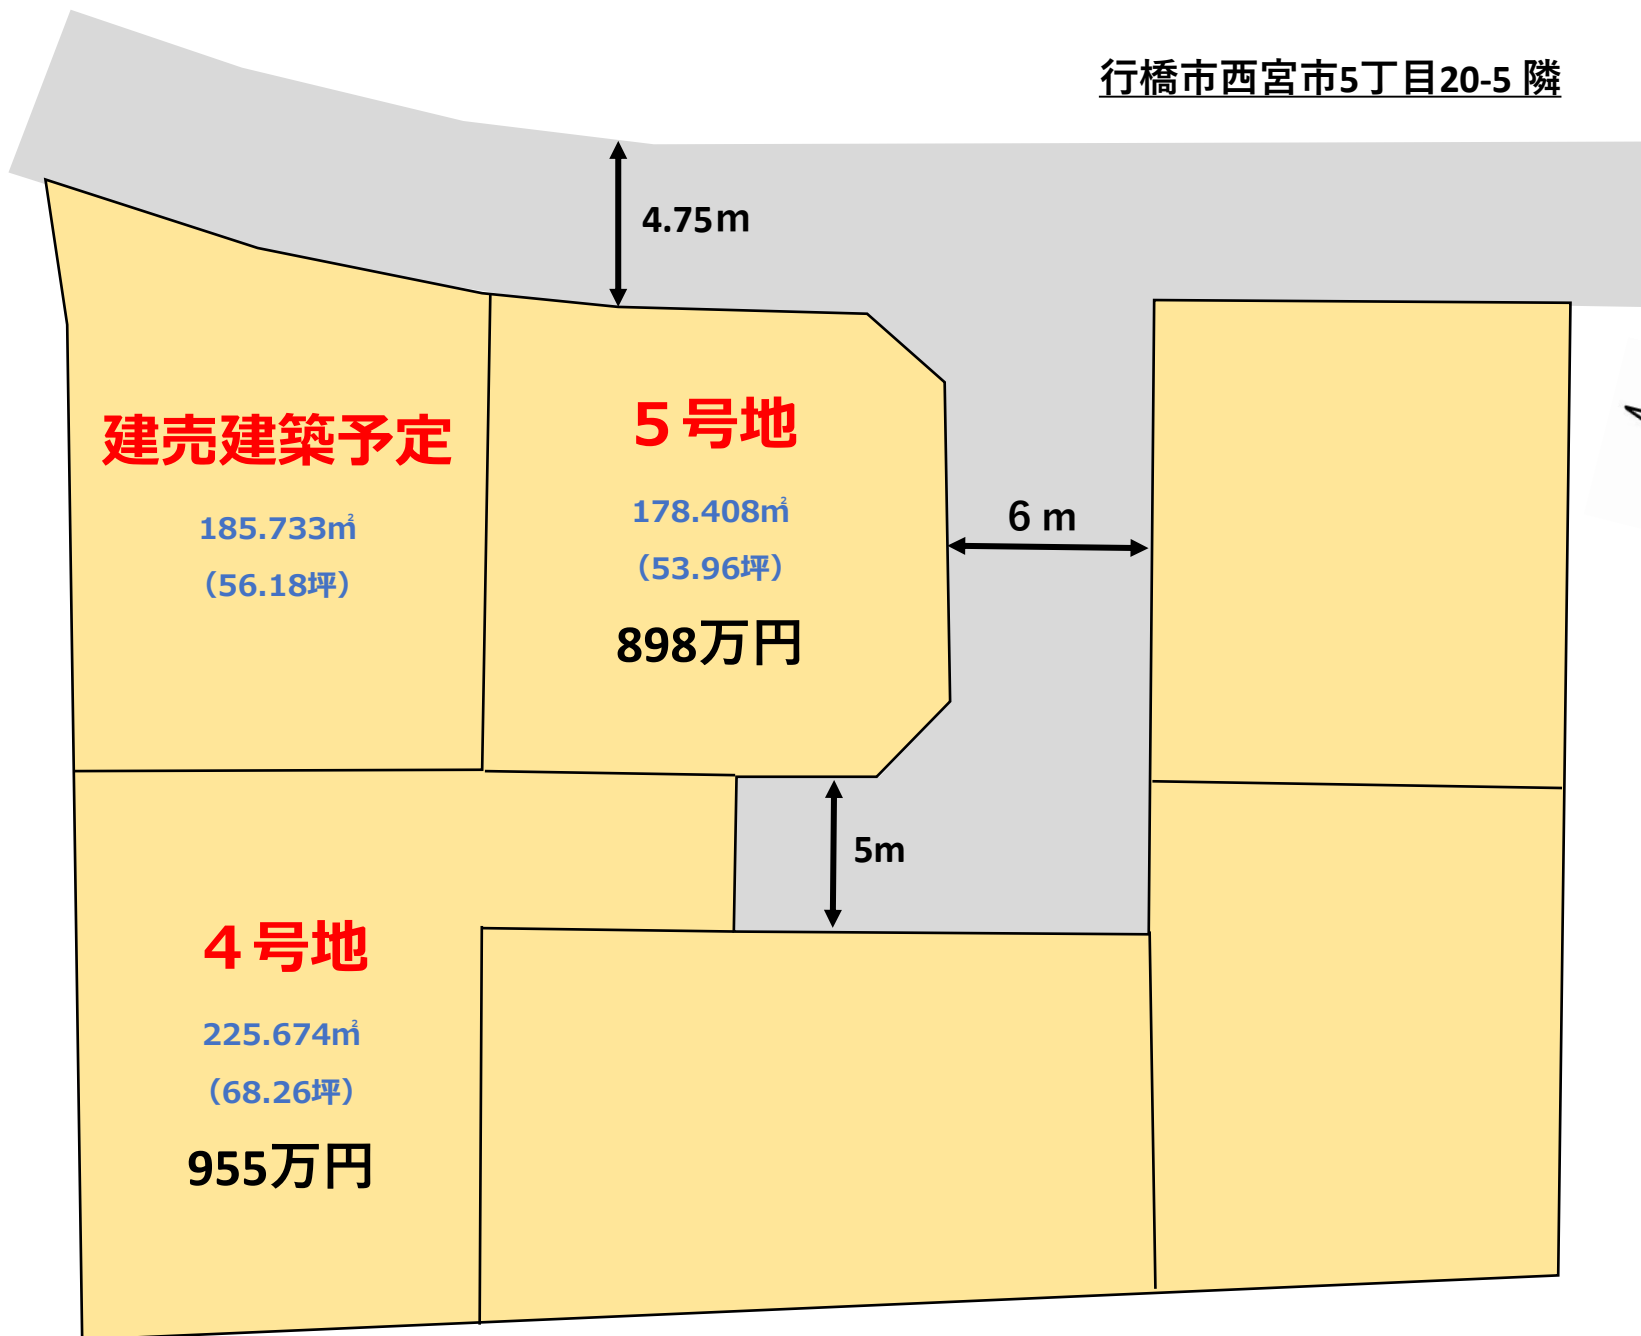 行橋市西宮市5丁目20-5 隣
4.75m
建売建築予定
185.733㎡
（56.18坪）
５号地
178.408㎡
（53.96坪）
898万円
６ｍ
5m
４号地
225.674㎡
（68.26坪）
955万円